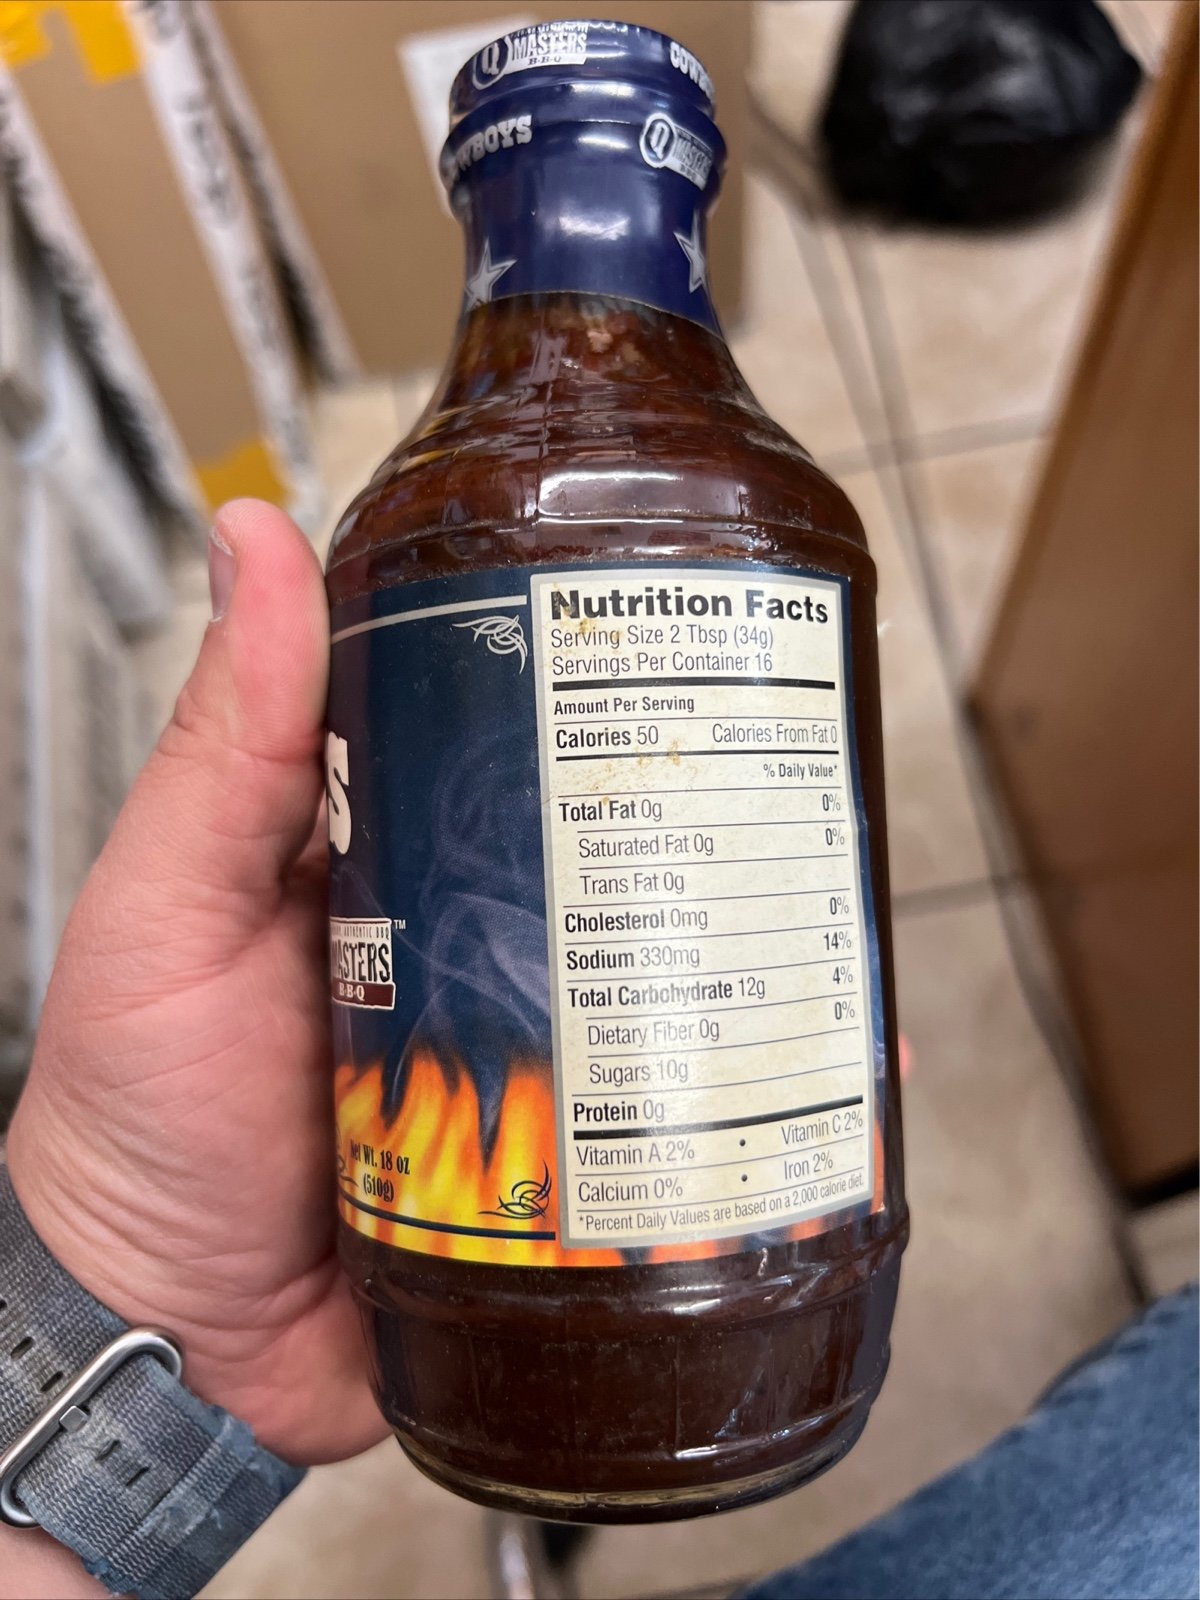 Q MASTERS
B·B·Q
COWBOYS
Q MASTERS
Nutrition Facts
Serving Size 2 Tbsp (34g)
Servings Per Container 16
Amount Per Serving
Calories 50 Calories From Fat 0
% Daily Value*
Total Fat 0g 0%
Saturated Fat 0g 0%
Trans Fat 0g
Cholesterol 0mg 0%
Sodium 330mg 14%
Total Carbohydrate 12g 4%
Dietary Fiber 0g 0%
Sugars 10g
Protein 0g
Vitamin A 2% • Vitamin C 2%
Calcium 0% • Iron 2%
*Percent Daily Values are based on a 2,000 calorie diet.
S
AUTHENTIC BBQ
MASTERS™
B·B·Q
Net Wt. 18 oz
(510g)